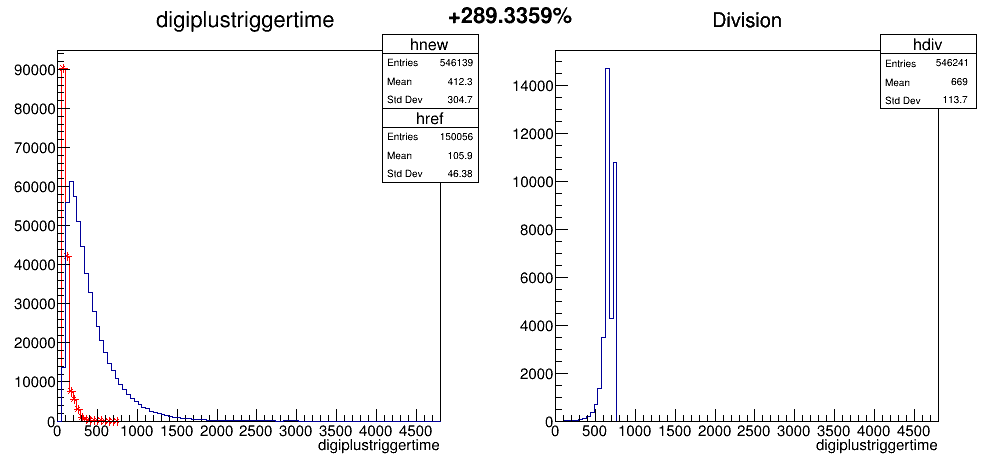 +289.3359%
digiplustriggertime
hnew
Entries 546139
Mean 412.3
Std Dev 304.7
href
Entries 150056
Mean 105.9
Std Dev 46.38
90000
80000
70000
60000
50000
40000
30000
20000
10000
0
0 500 1000 1500 2000 2500 3000 3500 4000 4500
digiplustriggertime
Division
hdiv
Entries 546241
Mean 669
Std Dev 113.7
14000
12000
10000
8000
6000
4000
2000
0
0 500 1000 1500 2000 2500 3000 3500 4000 4500
digiplustriggertime